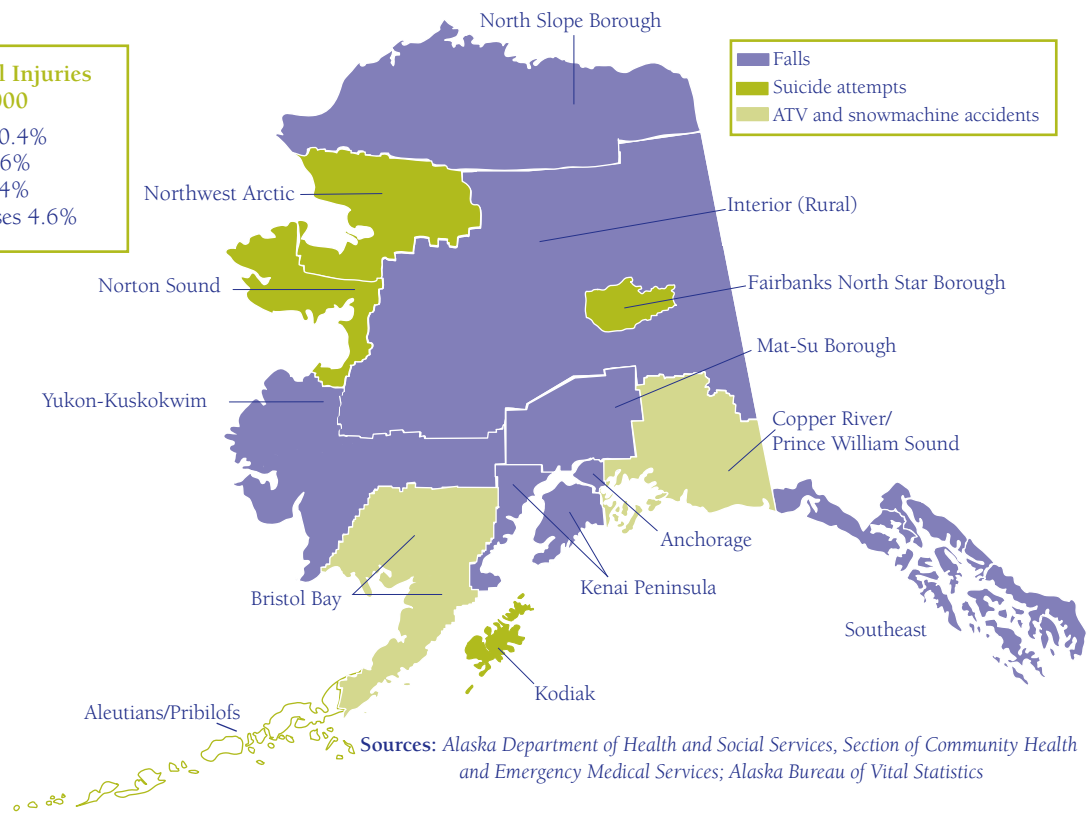 North Slope Borough
Injuries
0.4%
6%
4%
4.6%
Falls
Suicide attempts
ATV and snowmachine accidents
Northwest Arctic
Interior (Rural)
Norton Sound
Fairbanks North Star Borough
Mat-Su Borough
Yukon-Kuskokwim
Copper River/
Prince William Sound
Anchorage
Bristol Bay
Kenai Peninsula
Southeast
Kodiak
Aleutians/Pribilofs
Sources: Alaska Department of Health and Social Services, Section of Community Health
and Emergency Medical Services; Alaska Bureau of Vital Statistics